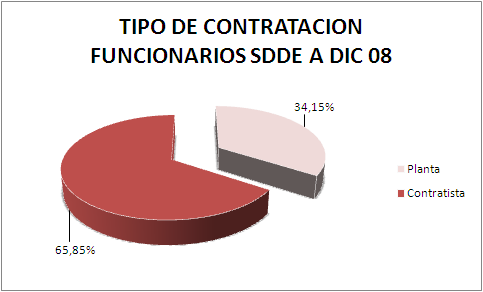 TIPO DE CONTRATACION
FUNCIONARIOS SDDE A DIC 08
34,15%
Planta
Contratista
65,85%